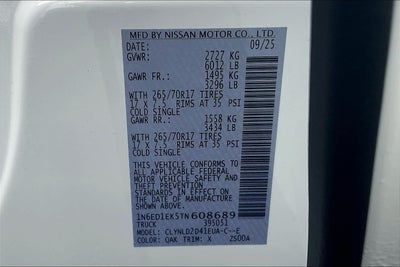 MFD BY NISSAN MOTOR CO., LTD.
DATE: 09/25
GVWR: 2727 KG
6012 LB
GAWR FR.: 1495 KG
3296 LB
WITH 265/70R17 TIRES
17 X 7.5 RIMS AT 35 PSI
COLD SINGLE
GAWR RR.: 1558 KG
3434 LB
WITH 265/70R17 TIRES
17 X 7.5 RIMS AT 35 PSI
COLD SINGLE
THIS VEHICLE CONFORMS TO
ALL APPLICABLE FEDERAL
MOTOR VEHICLE SAFETY AND
THEFT PREVENTION STANDARDS
IN EFFECT ON THE DATE OF
MANUFACTURE SHOWN ABOVE.
1N6ED1EK5TN608689
TRUCK 395051
MODEL: CLYNLD2D41EUA-C--E
COLOR: QAK TRIM: X 2500A